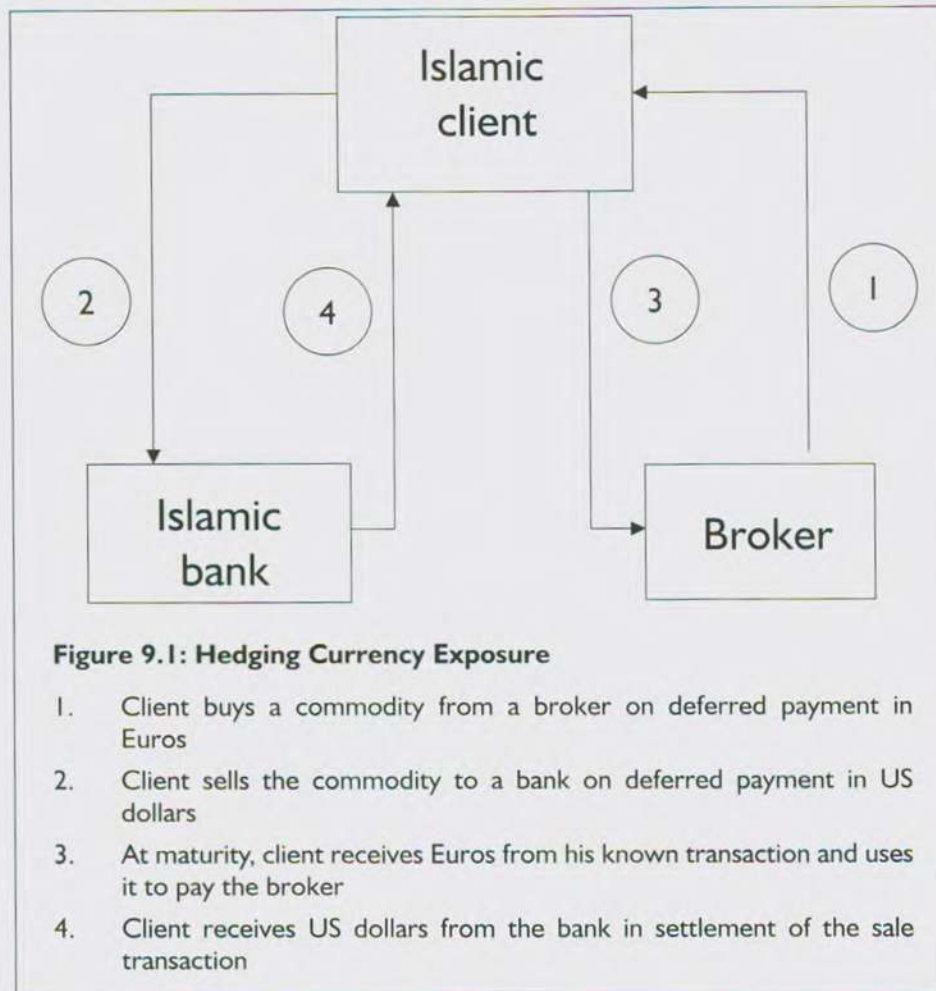 Islamic
client
2
4
3
1
Islamic
bank
Broker
Figure 9.1: Hedging Currency Exposure
1. Client buys a commodity from a broker on deferred payment in
Euros
2. Client sells the commodity to a bank on deferred payment in US
dollars
3. At maturity, client receives Euros from his known transaction and uses
it to pay the broker
4. Client receives US dollars from the bank in settlement of the sale
transaction